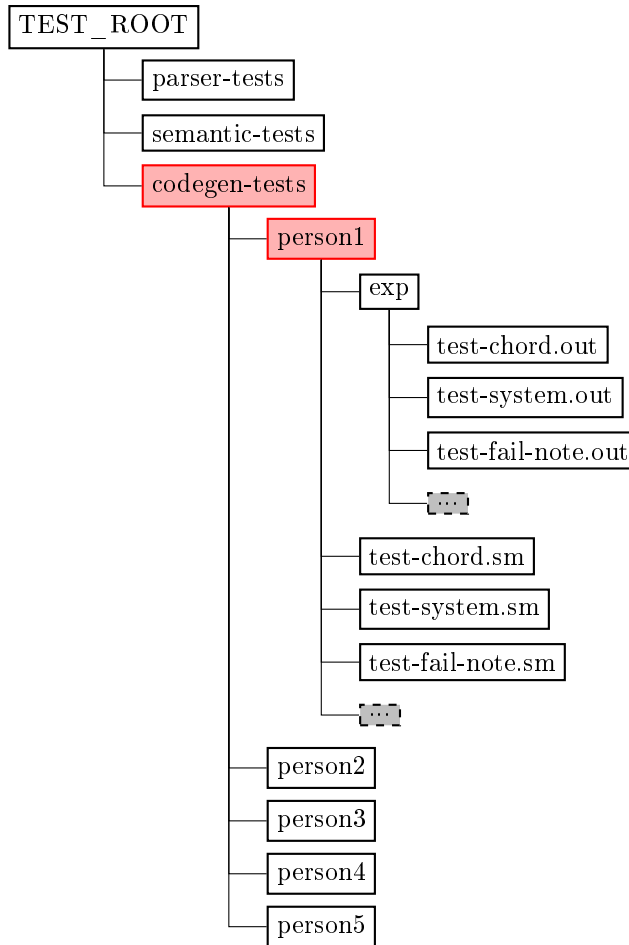 TEST_ROOT
parser-tests
semantic-tests
codegen-tests
person1
exp
test-chord.out
test-system.out
test-fail-note.out
...
test-chord.sm
test-system.sm
test-fail-note.sm
...
person2
person3
person4
person5